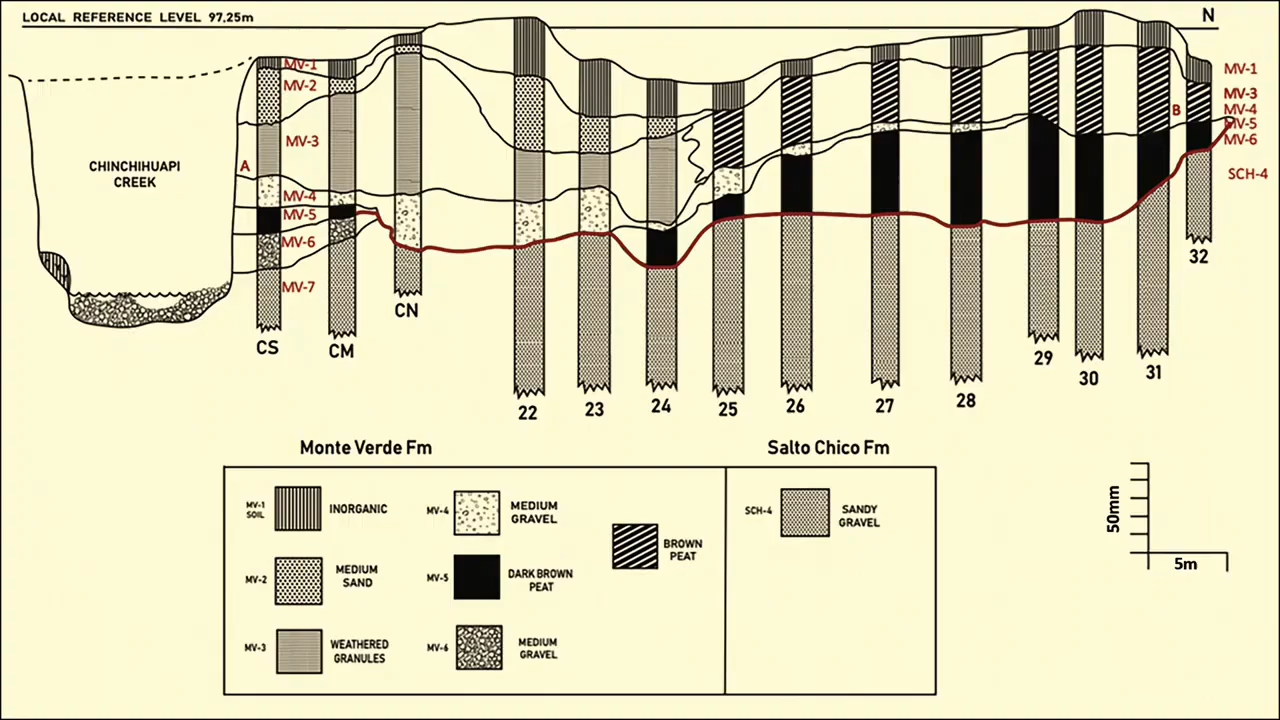 LOCAL REFERENCE LEVEL 97,25m
N
MV-1
MV-2
MV-3
A
MV-4
MV-5
MV-6
MV-7
CHINCHIHUAPI
CREEK
MV-1
MV-3
B
MV-4
MV-5
MV-6
SCH-4
CS
CM
CN
22
23
24
25
26
27
28
29
30
31
32
Monte Verde Fm
Salto Chico Fm
MV-1
SOIL
INORGANIC
MV-4
MEDIUM
GRAVEL
BROWN
PEAT
MV-2
MEDIUM
SAND
MV-5
DARK BROWN
PEAT
MV-3
WEATHERED
GRANULES
MV-6
MEDIUM
GRAVEL
SCH-4
SANDY
GRAVEL
50mm
5m